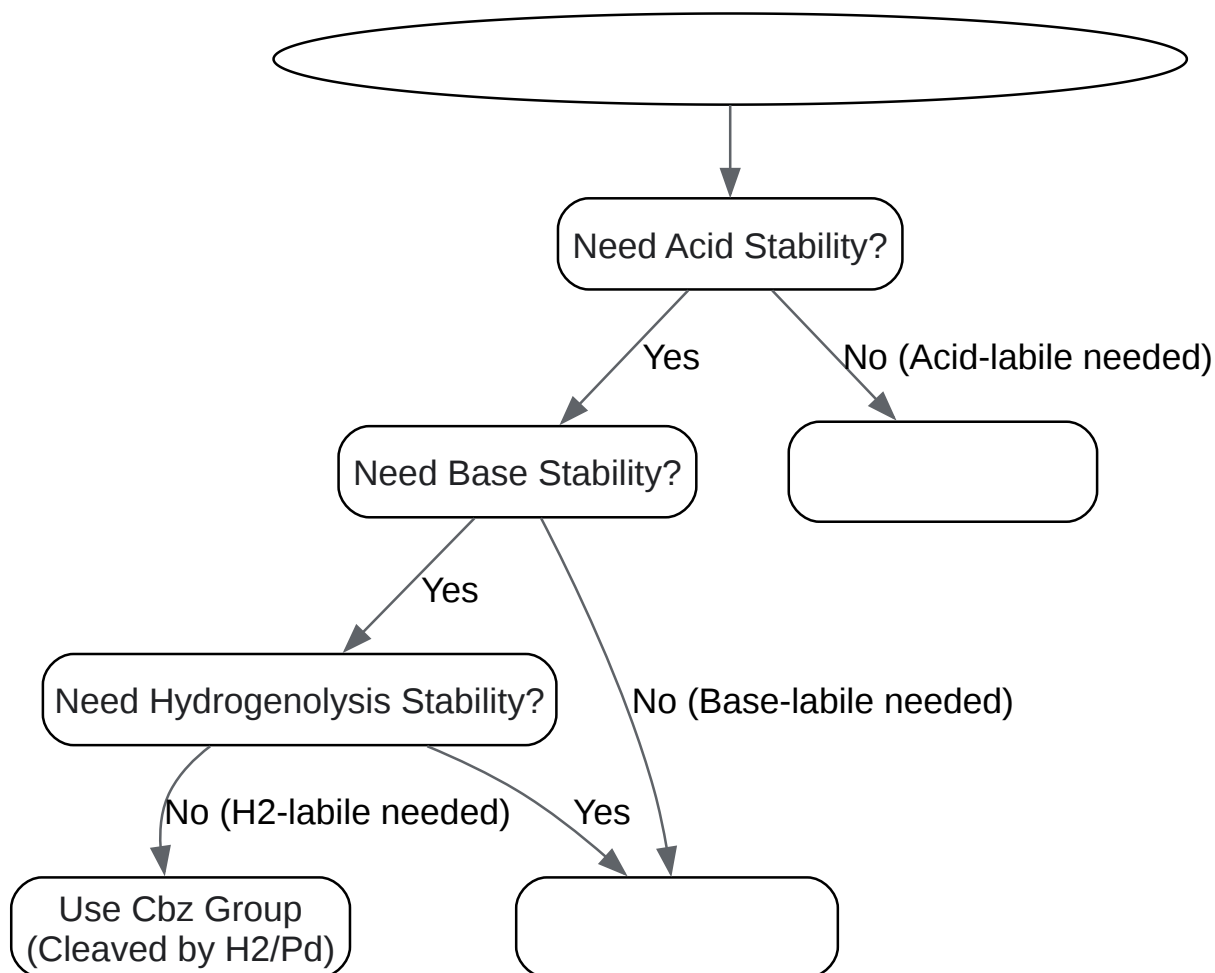 Need Acid Stability?
Yes
No (Acid-labile needed)
Need Base Stability?
Yes
Need Hydrogenolysis Stability?
No (Base-labile needed)
No (H2-labile needed)
Yes
Use Cbz Group
(Cleaved by H2/Pd)